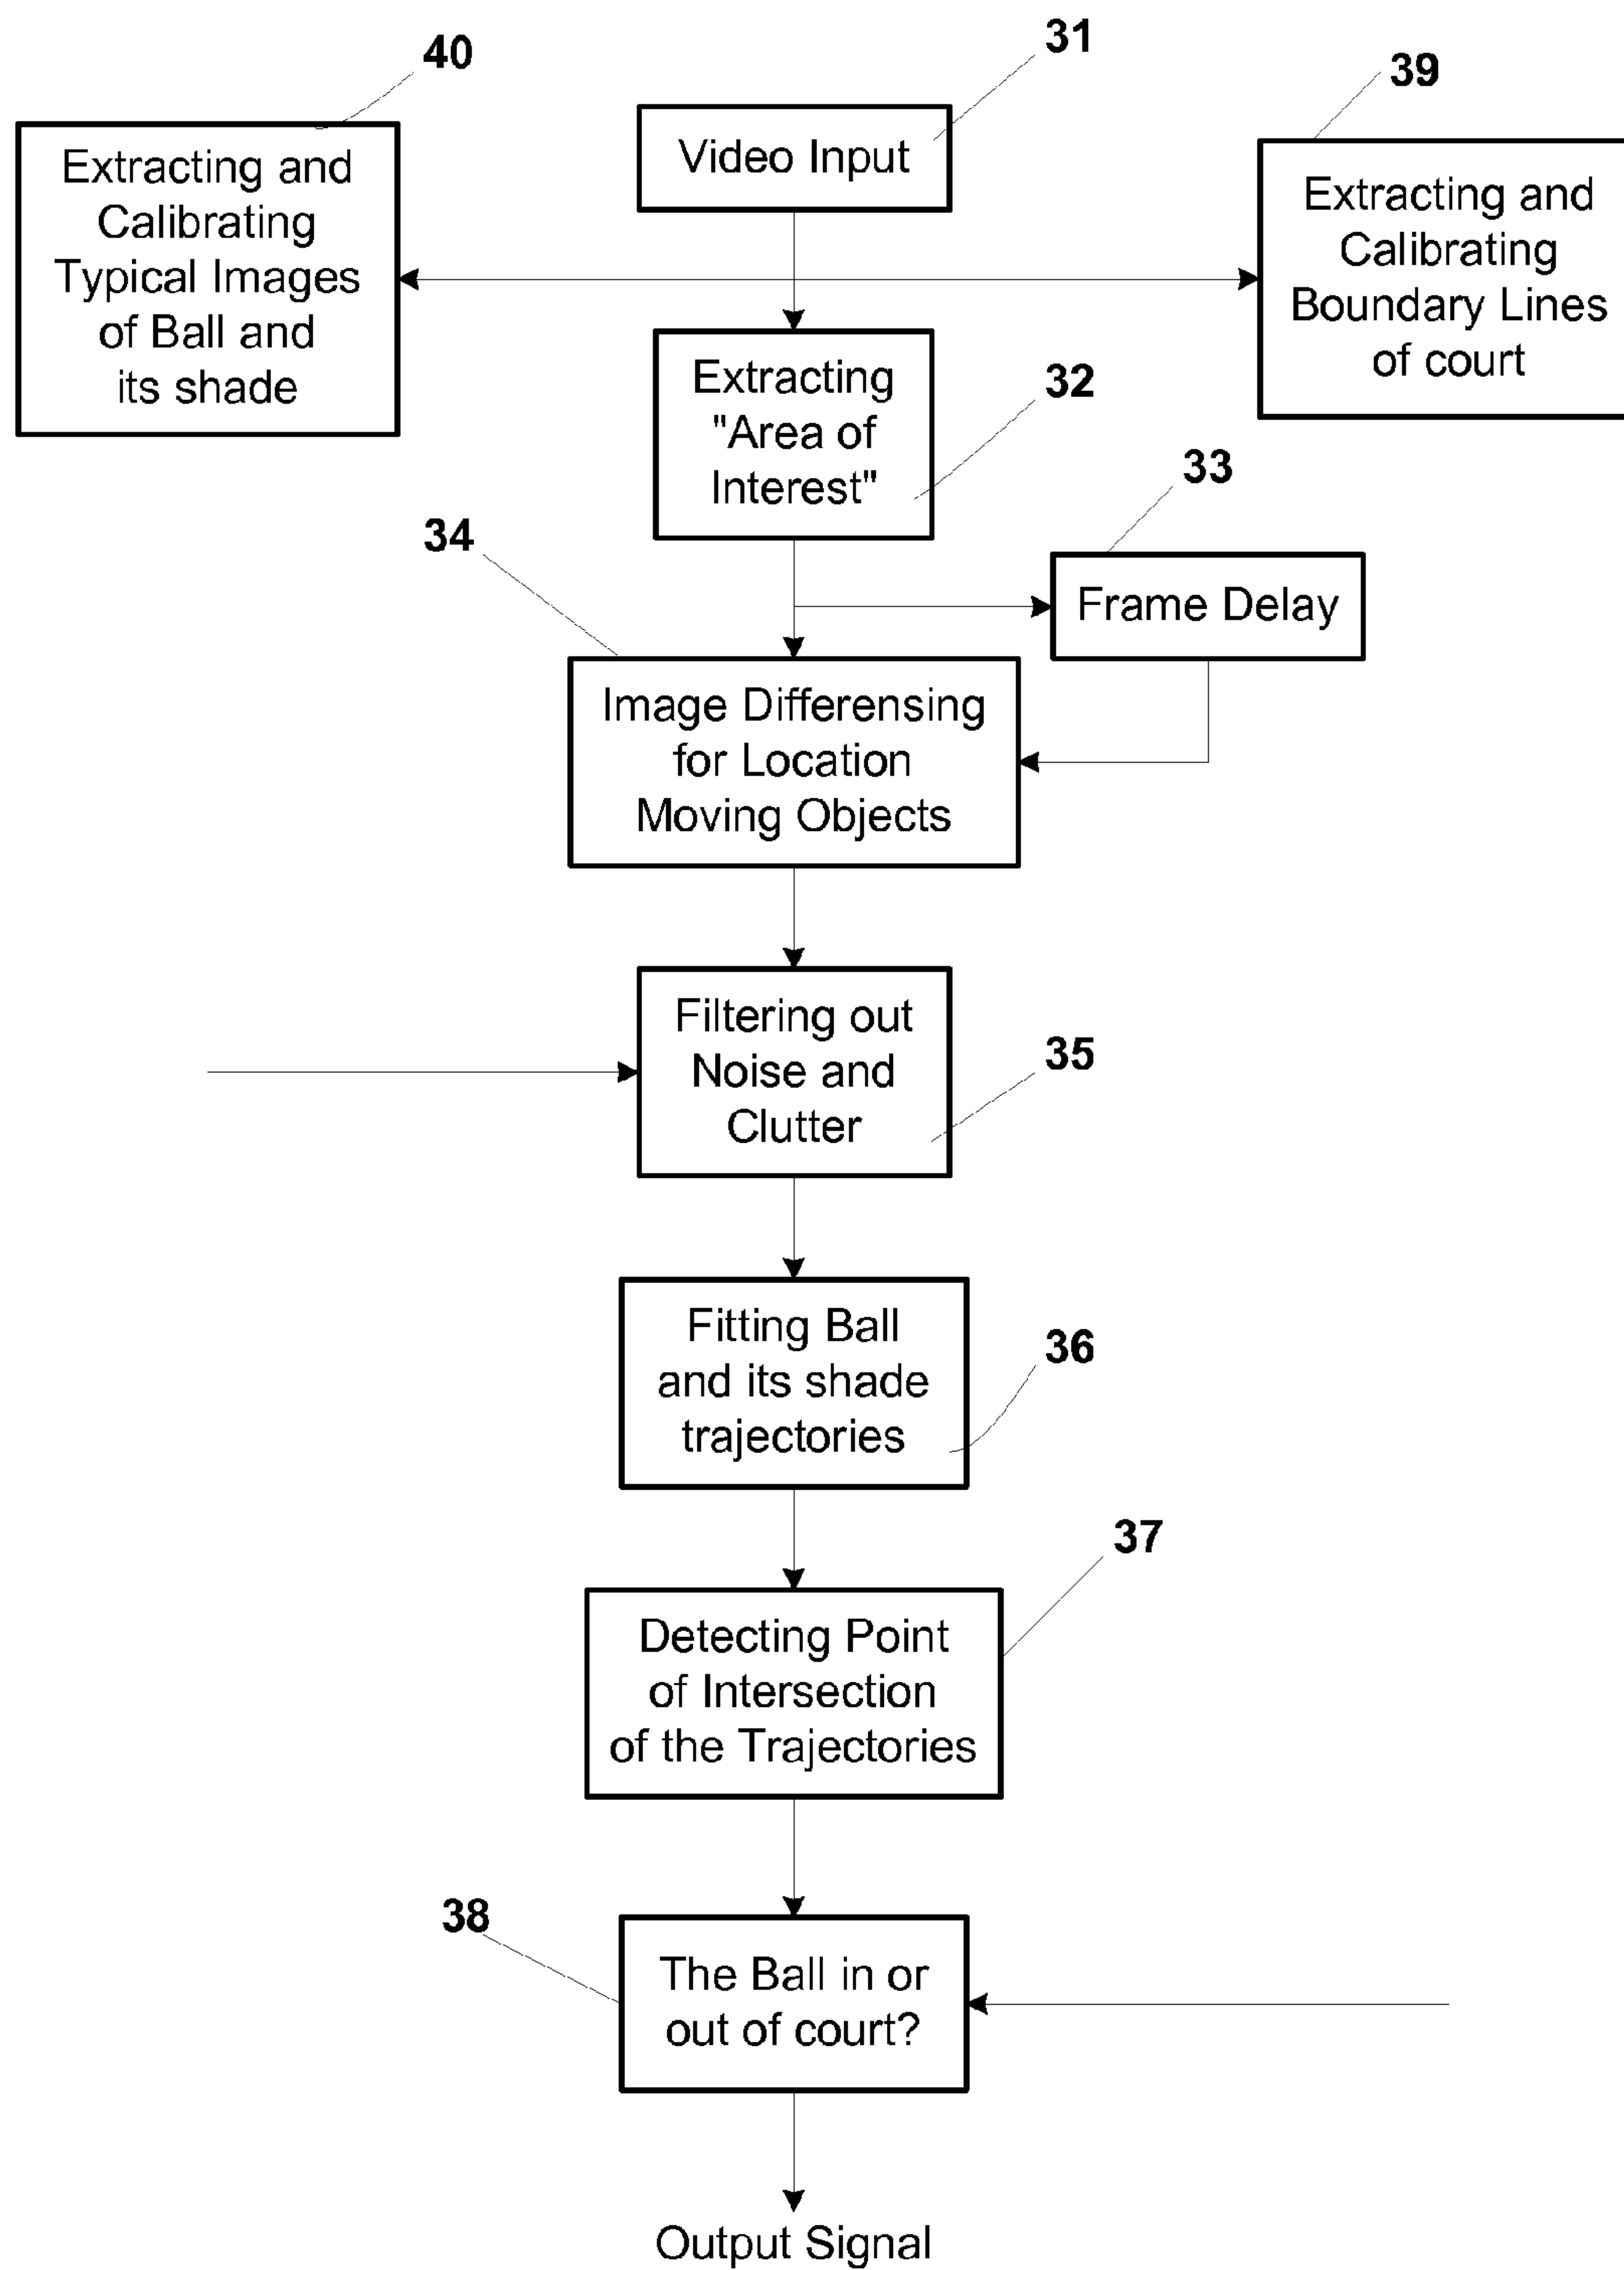 40
31
39
Extracting and
Calibrating
Typical Images
of Ball and
its shade
Video Input
Extracting and
Calibrating
Boundary Lines
of court
Extracting
"Area of
Interest"
32
33
34
Frame Delay
Image Differensing
for Location
Moving Objects
Filtering out
Noise and
Clutter
35
Fitting Ball
and its shade
trajectories
36
37
Detecting Point
of Intersection
of the Trajectories
38
The Ball in or
out of court?
Output Signal